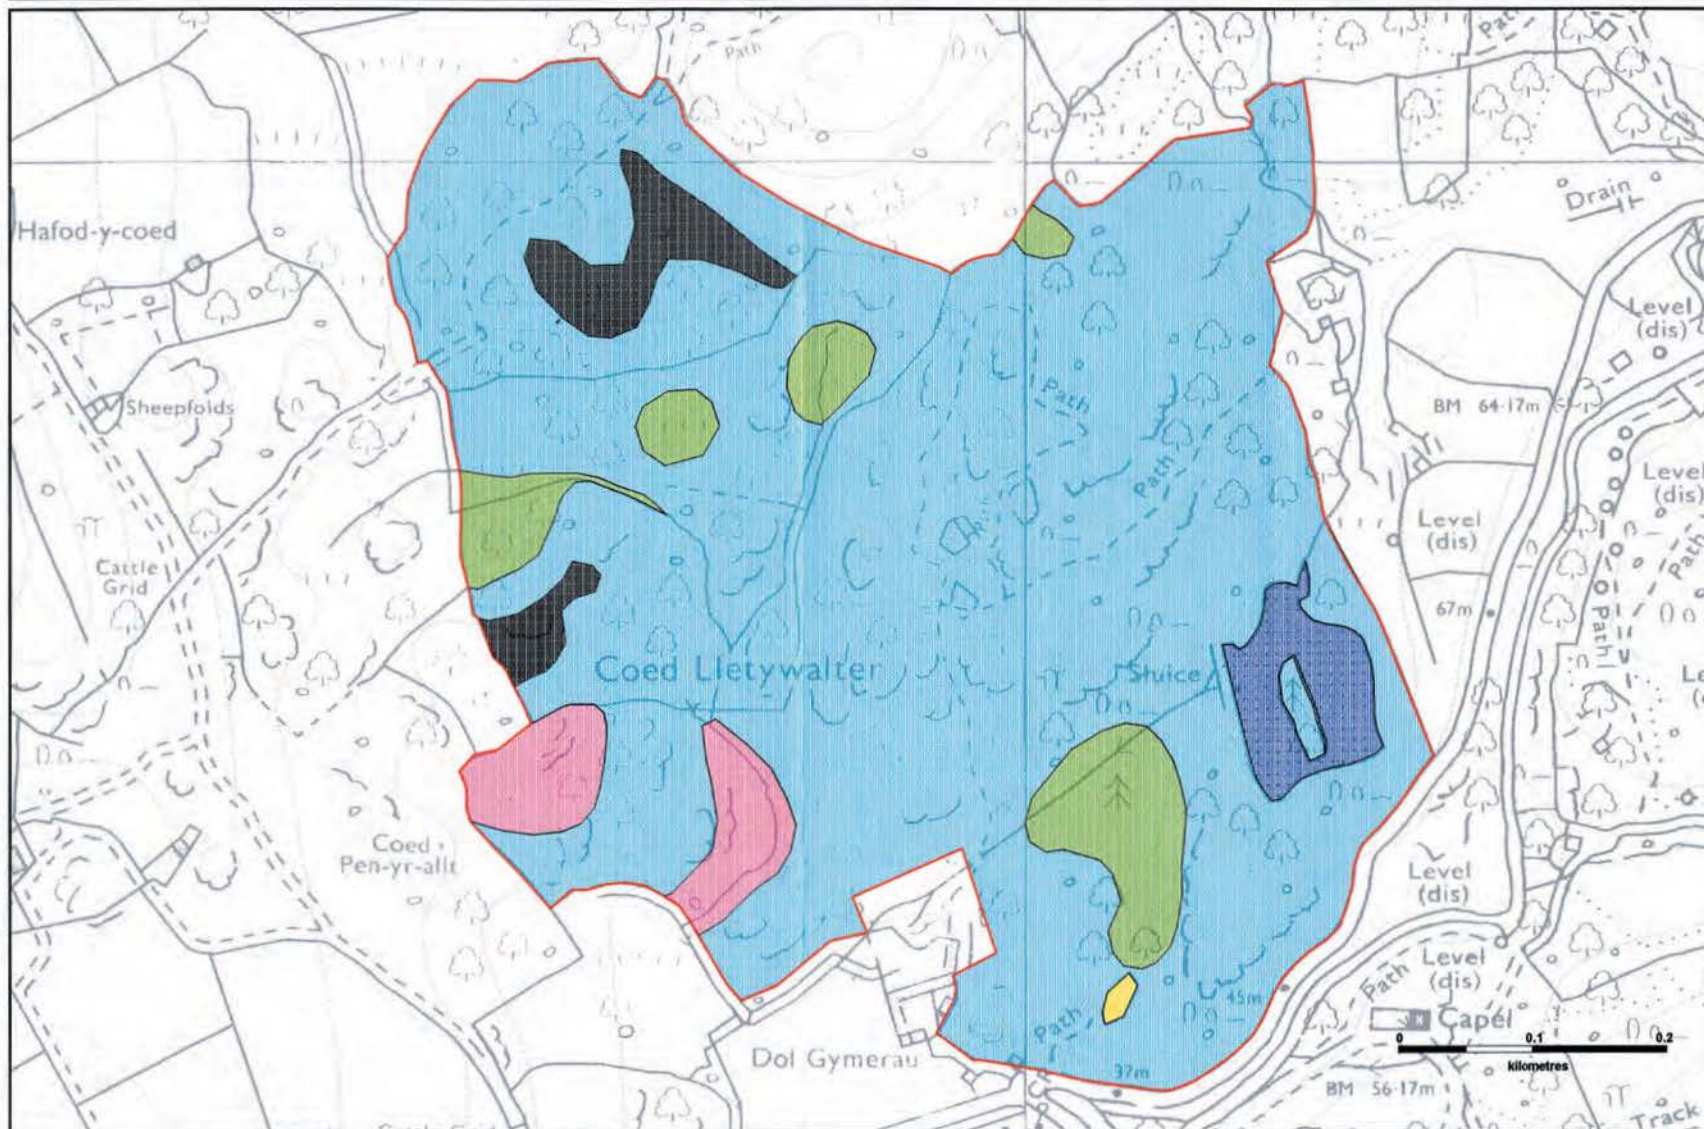 Path
Path
Hafod-y-coed
Drain
Level
(dis)
Path
BM 64·17m
Sheepfolds
Path
Level
(dis)
Level
(dis)
Cattle
Grid
Path
67m
Path
Coed Lletywalter
Sluice
Coed
Pen-yr-allt
Level
(dis)
Level
(dis)
Path
45m
Capel
Path
Dol Gymerau
37m
0 0.1 0.2
kilometres
BM 56·17m
Track